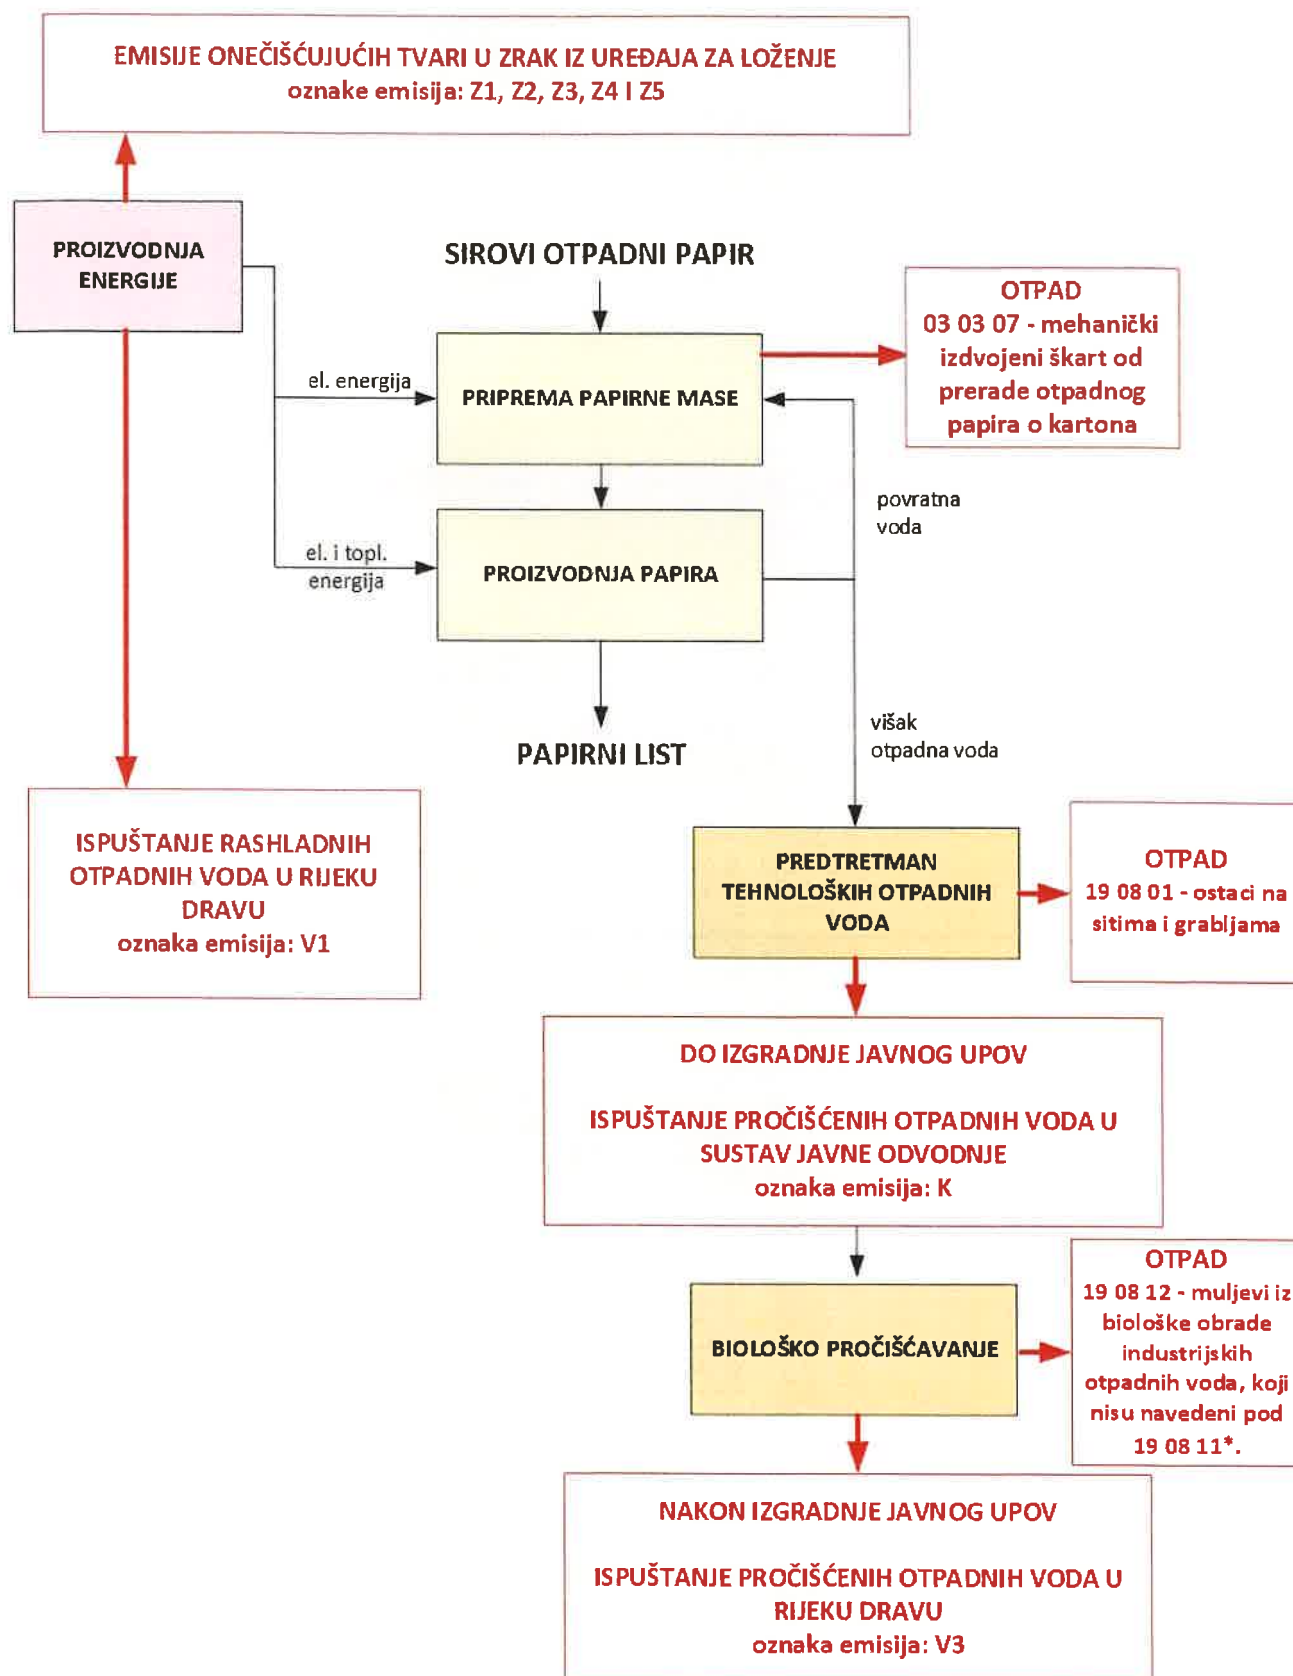 EMISIJE ONEČIŠĆUJUĆIH TVARI U ZRAK IZ UREĐAJA ZA LOŽENJE
oznake emisija: Z1, Z2, Z3, Z4 I Z5
PROIZVODNJA
ENERGIJE
SIROVI OTPADNI PAPIR
OTPAD
03 03 07 - mehanički
izdvojeni škart od
prerade otpadnog
papira o kartona
el. energija
PRIPREMA PAPIRNE MASE
povratna
voda
el. i topl.
energija
PROIZVODNJA PAPIRA
višak
otpadna voda
PAPIRNI LIST
ISPUŠTANJE RASHLADNIH
OTPADNIH VODA U RIJEKU
DRAVU
oznaka emisija: V1
PREDTRETMAN
TEHNOLOŠKIH OTPADNIH
VODA
OTPAD
19 08 01 - ostaci na
sitima i grabljama
DO IZGRADNJE JAVNOG UPOV
ISPUŠTANJE PROČIŠĆENIH OTPADNIH VODA U
SUSTAV JAVNE ODVODNJE
oznaka emisija: K
BIOLOŠKO PROČIŠĆAVANJE
OTPAD
19 08 12 - muljevi iz
biološke obrade
industrijskih
otpadnih voda, koji
nisu navedeni pod
19 08 11*.
NAKON IZGRADNJE JAVNOG UPOV
ISPUŠTANJE PROČIŠĆENIH OTPADNIH VODA U
RIJEKU DRAVU
oznaka emisija: V3